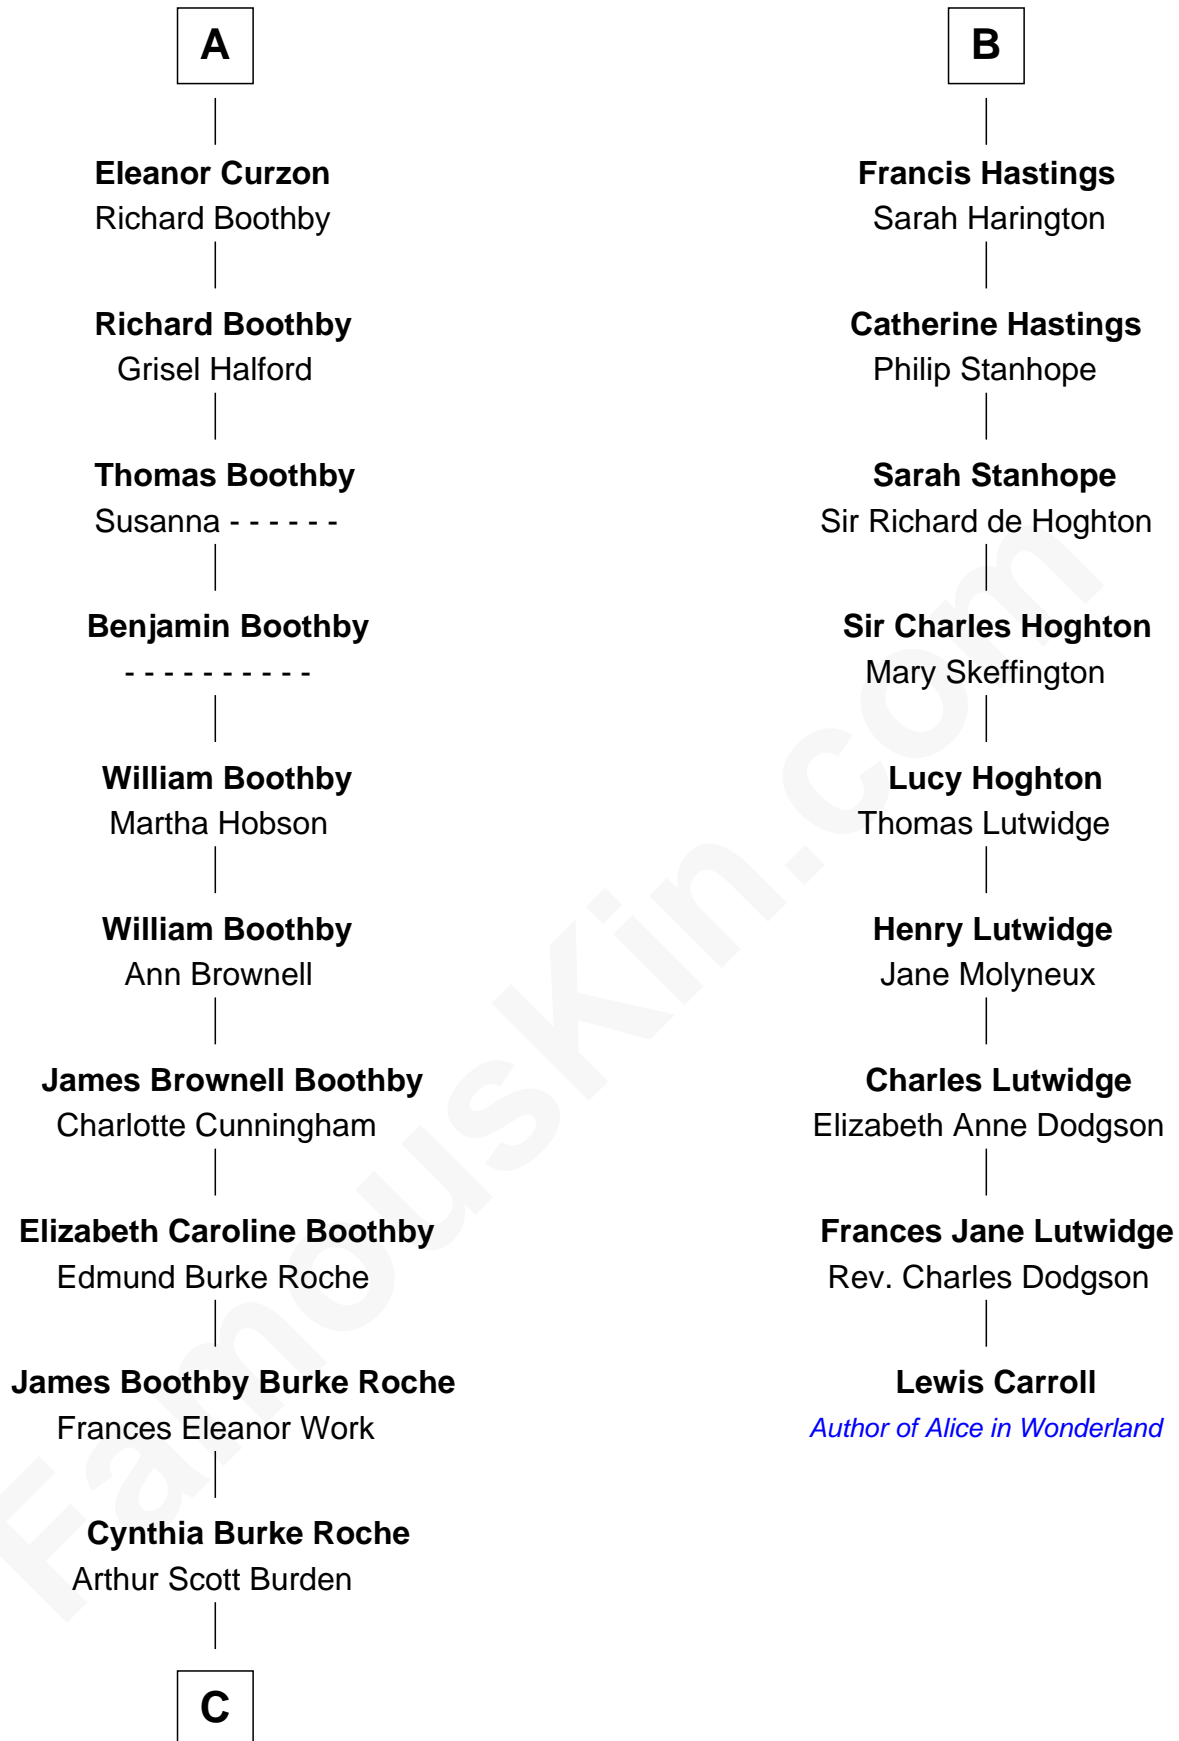 A
Eleanor Curzon
Richard Boothby
Richard Boothby
Grisel Halford
Thomas Boothby
Susanna - - - - - -
Benjamin Boothby
- - - - - - - - - -
William Boothby
Martha Hobson
William Boothby
Ann Brownell
James Brownell Boothby
Charlotte Cunningham
Elizabeth Caroline Boothby
Edmund Burke Roche
James Boothby Burke Roche
Frances Eleanor Work
Cynthia Burke Roche
Arthur Scott Burden
C
B
Francis Hastings
Sarah Harington
Catherine Hastings
Philip Stanhope
Sarah Stanhope
Sir Richard de Hoghton
Sir Charles Hoghton
Mary Skeffington
Lucy Hoghton
Thomas Lutwidge
Henry Lutwidge
Jane Molyneux
Charles Lutwidge
Elizabeth Anne Dodgson
Frances Jane Lutwidge
Rev. Charles Dodgson
Lewis Carroll
Author of Alice in Wonderland
FamousKin.com